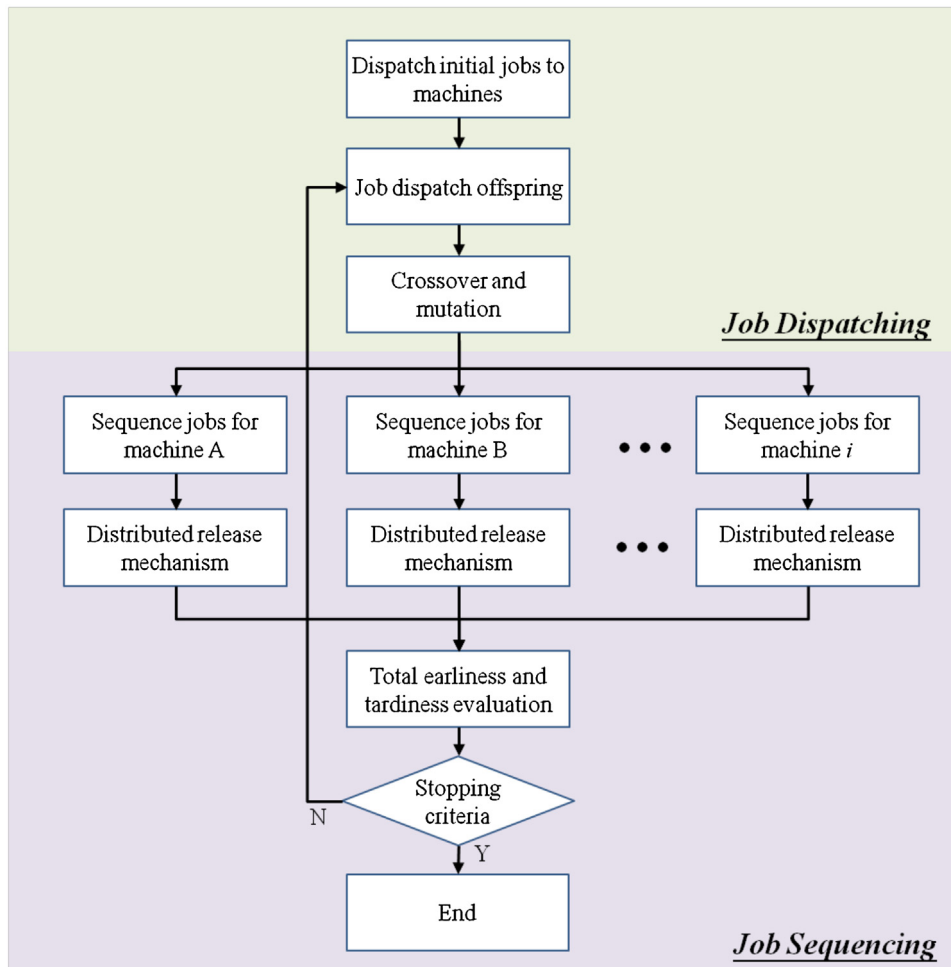 Dispatch initial jobs to
machines
Job dispatch offspring
Crossover and
mutation
Job Dispatching
Sequence jobs for
machine A
Sequence jobs for
machine B
Sequence jobs for
machine i
Distributed release
mechanism
Distributed release
mechanism
Distributed release
mechanism
Total earliness and
tardiness evaluation
Stopping
criteria
N
Y
End
Job Sequencing